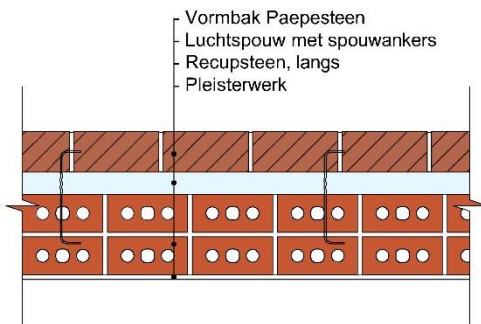 Vormbak Paepesteen
Luchtspouw met spouwankers
Recupsteen, langs
Pleisterwerk